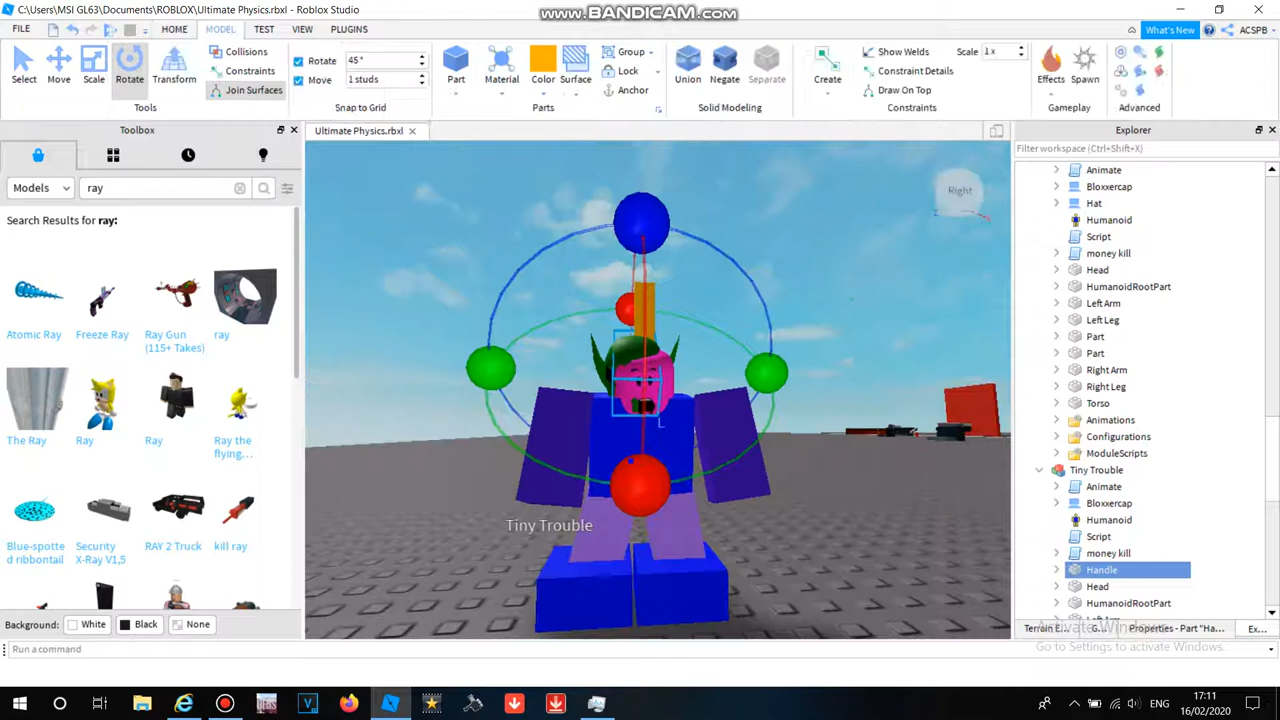 C:\Users\MSI GL63\Documents\ROBLOX\Ultimate Physics.rbxl - Roblox Studio
www.BANDICAM.com
FILE
HOME
MODEL
TEST
VIEW
PLUGINS
What's New
ACSPB
Select
Move
Scale
Rotate
Transform
Collisions
Constraints
Join Surfaces
Tools
Rotate 45°
Move 1 studs
Snap to Grid
Part
Material
Color
Surface
Group
Lock
Anchor
Parts
Union
Negate
Separate
Solid Modeling
Create
Show Welds
Scale 1 x
Constraint Details
Draw On Top
Constraints
Effects
Spawn
Gameplay
Advanced
Toolbox
Models
ray
Search Results for ray:
Atomic Ray
Freeze Ray
Ray Gun
(115+ Takes)
ray
The Ray
Ray
Ray
Ray the
flying...
Blue-spotte
d ribbontail
Security
X-Ray V1,5
RAY 2 Truck
kill ray
Background:
White
Black
None
Ultimate Physics.rbxl
Right
Tiny Trouble
Explorer
Filter workspace (Ctrl+Shift+X)
Animate
Bloxxercap
Hat
Humanoid
Script
money kill
Head
HumanoidRootPart
Left Arm
Left Leg
Part
Part
Right Arm
Right Leg
Torso
Animations
Configurations
ModuleScripts
Tiny Trouble
Animate
Bloxxercap
Humanoid
Script
money kill
Handle
Head
HumanoidRootPart
Activate Windows
Terrain E...
G...
Properties - Part "Ha...
Ex...
Go to Settings to activate Windows.
Run a command
ENG
17:11
16/02/2020